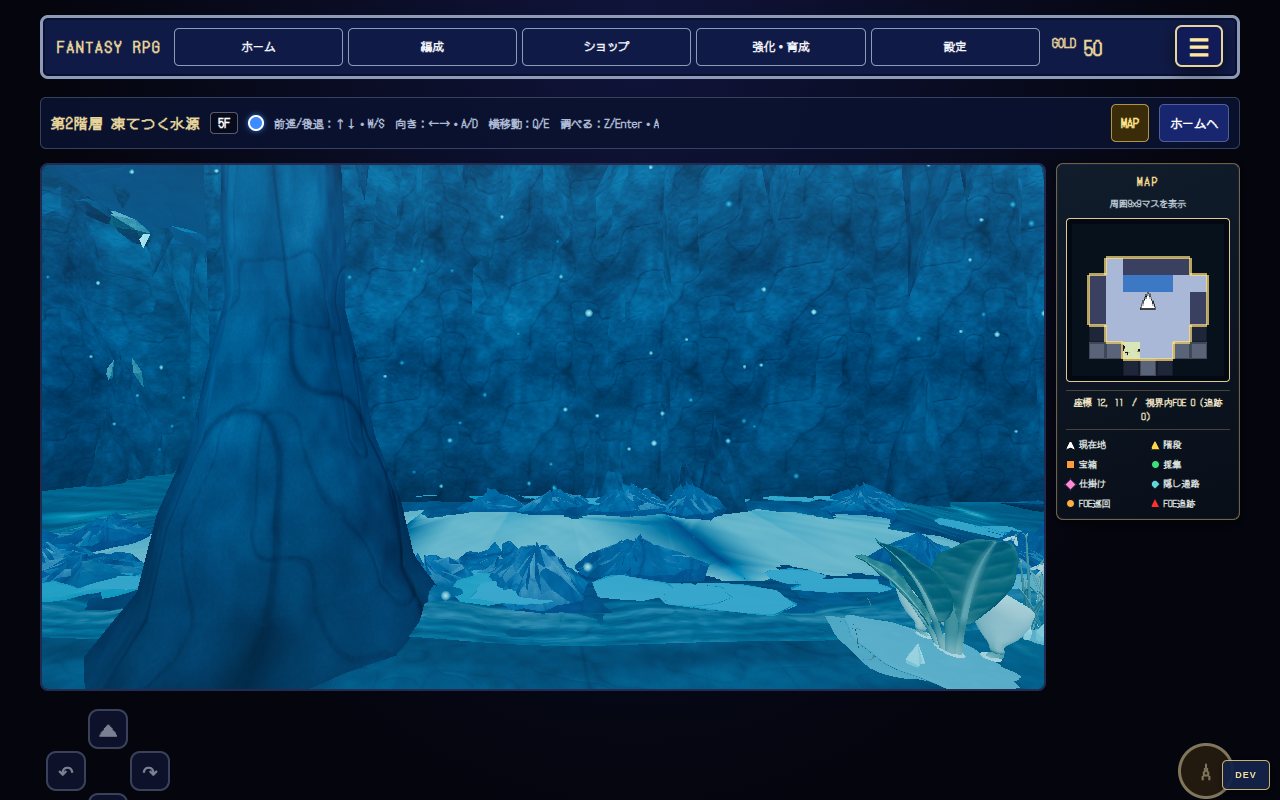 FANTASY RPG
ホーム
編成
ショップ
強化・育成
設定
GOLD 50
第2階層 凍てつく水源 5F 前進/後退：↑↓・W/S 向き：←→・A/D 横移動：Q/E 調べる：Z/Enter・A
MAP
ホームへ
MAP
周囲9x9マスを表示
座標 12, 11 / 視界内FOE 0（追跡
0）
現在地
階段
宝箱
採集
仕掛け
隠し通路
FOE巡回
FOE追跡
A
DEV